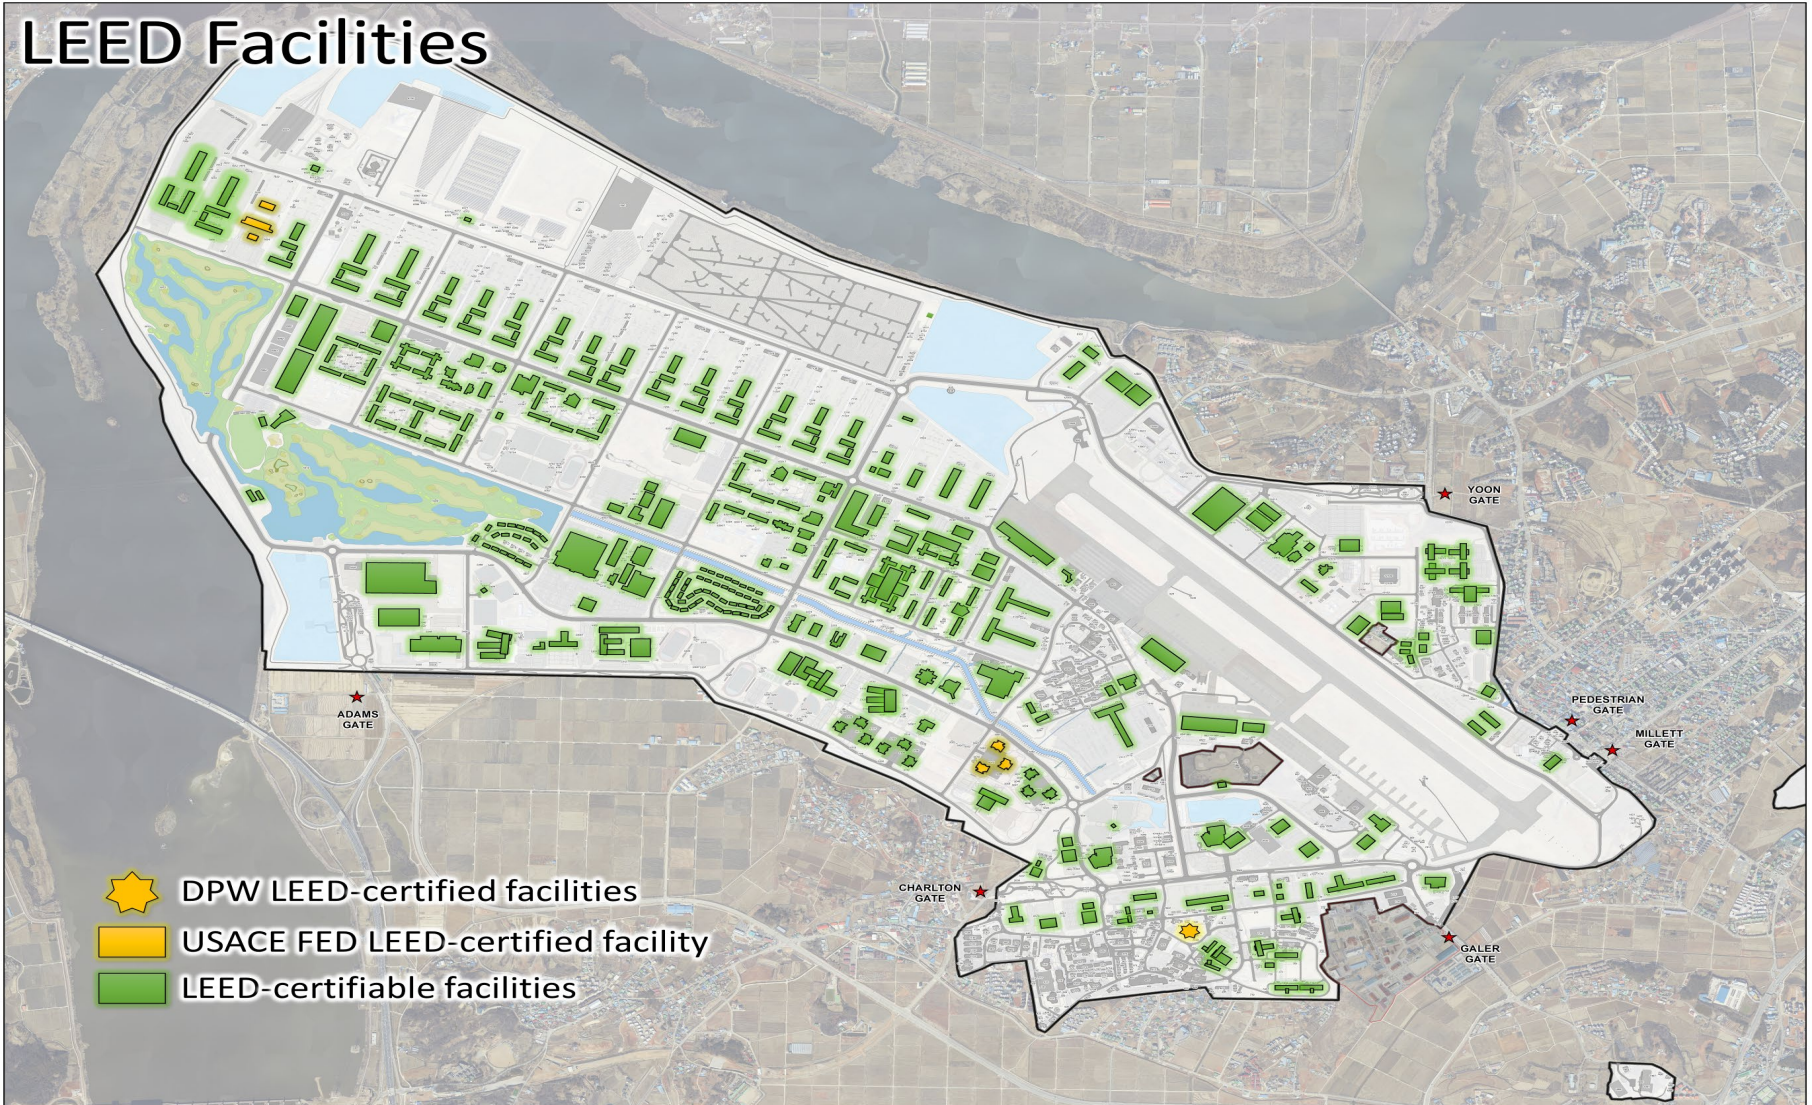 LEED Facilities
YOON
GATE
PEDESTRIAN
GATE
MILLETT
GATE
ADAMS
GATE
CHARLTON
GATE
GALER
GATE
DPW LEED-certified facilities
USACE FED LEED-certified facility
LEED-certifiable facilities